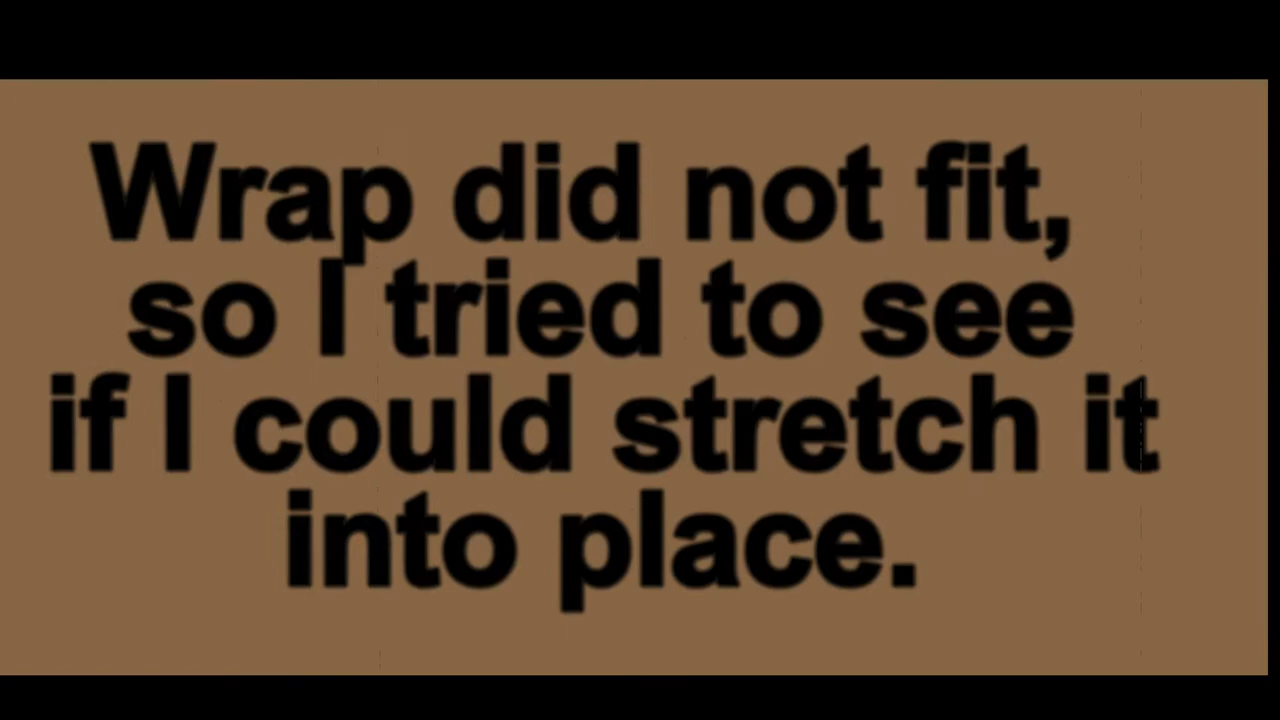 Wrap did not fit,
so I tried to see
if I could stretch it
into place.